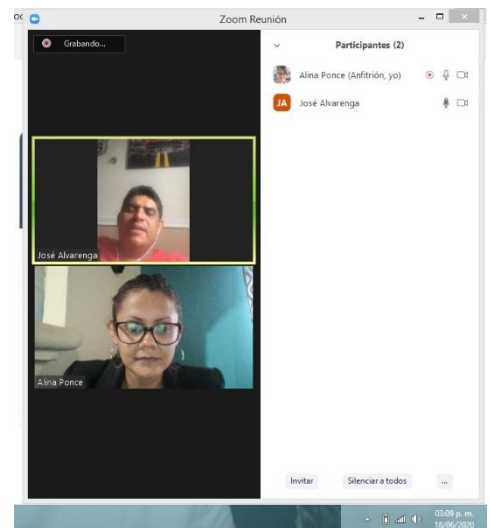 Zoom Reunión
Grabando...
Participantes (2)
Alina Ponce (Anfitrión, yo)
JA José Alvarenga
José Alvarenga
Alina Ponce
Invitar Silenciar a todos ...
03:09 p. m.
18/06/2020